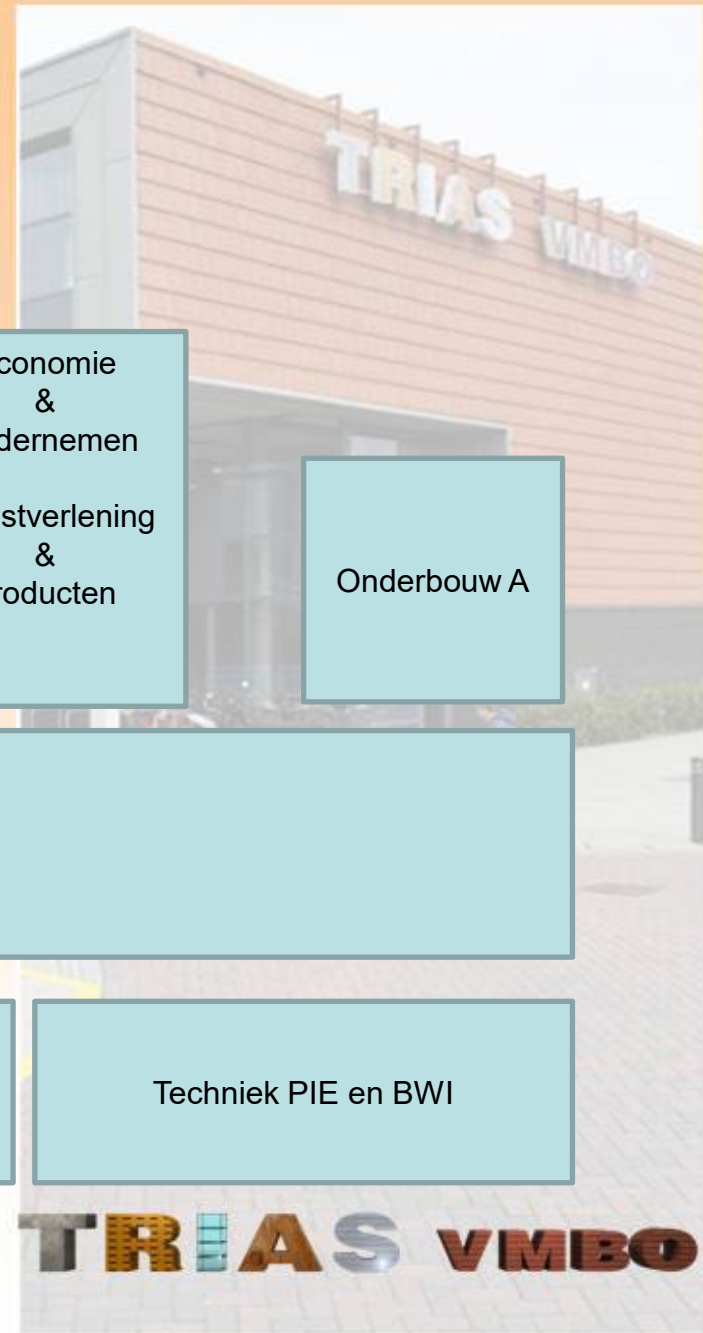 TRIAS VMBO
conomie
&
dernemen
stverlening
&
roducten
Onderbouw A
Techniek PIE en BWI
TRIAS VMBO